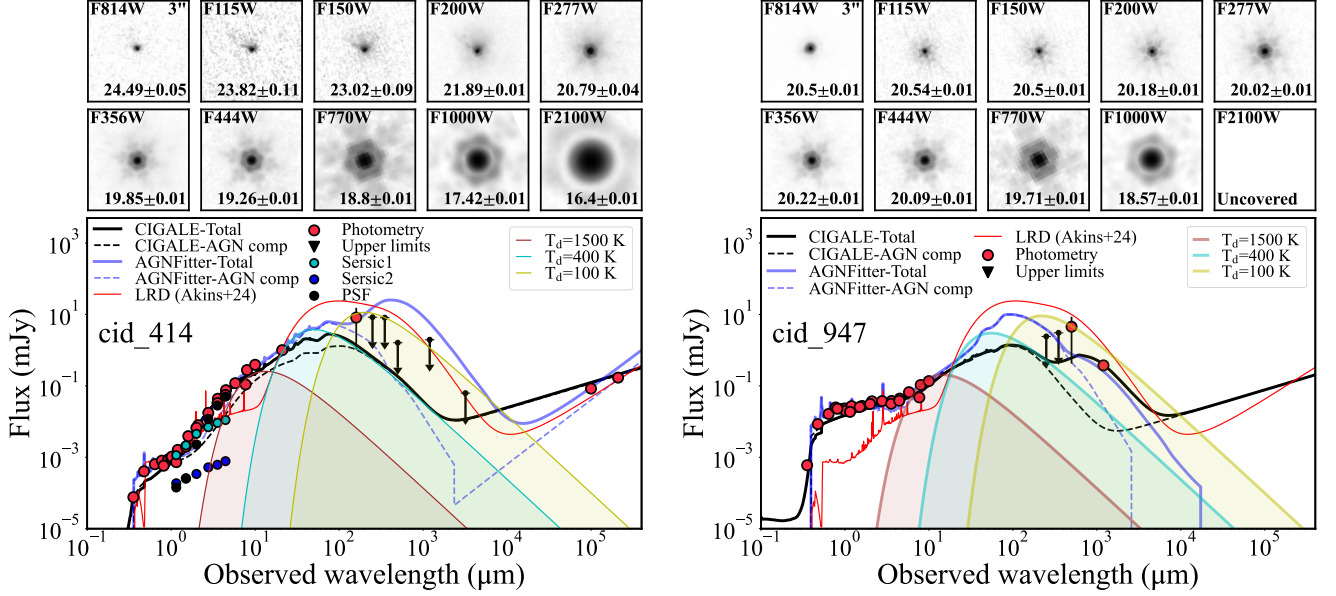 F814W 3" F115W F150W F200W F277W
24.49±0.05 23.82±0.11 23.02±0.09 21.89±0.01 20.79±0.04
F356W F444W F770W F1000W F2100W
19.85±0.01 19.26±0.01 18.8±0.01 17.42±0.01 16.4±0.01
CIGALE-Total
CIGALE-AGN comp
AGNFitter-Total
AGNFitter-AGN comp
LRD (Akins+24)
Photometry
Upper limits
Sersic1
Sersic2
PSF
T_d=1500 K
T_d=400 K
T_d=100 K
cid_414
Flux (mJy)
10^3
10^1
10^−1
10^−3
10^−5
10^−1 10^0 10^1 10^2 10^3 10^4 10^5
Observed wavelength (μm)
F814W 3" F115W F150W F200W F277W
20.5±0.01 20.54±0.01 20.5±0.01 20.18±0.01 20.02±0.01
F356W F444W F770W F1000W F2100W
20.22±0.01 20.09±0.01 19.71±0.01 18.57±0.01 Uncovered
CIGALE-Total
CIGALE-AGN comp
AGNFitter-Total
AGNFitter-AGN comp
LRD (Akins+24)
Photometry
Upper limits
T_d=1500 K
T_d=400 K
T_d=100 K
cid_947
Flux (mJy)
10^3
10^1
10^−1
10^−3
10^−5
10^−1 10^0 10^1 10^2 10^3 10^4 10^5
Observed wavelength (μm)